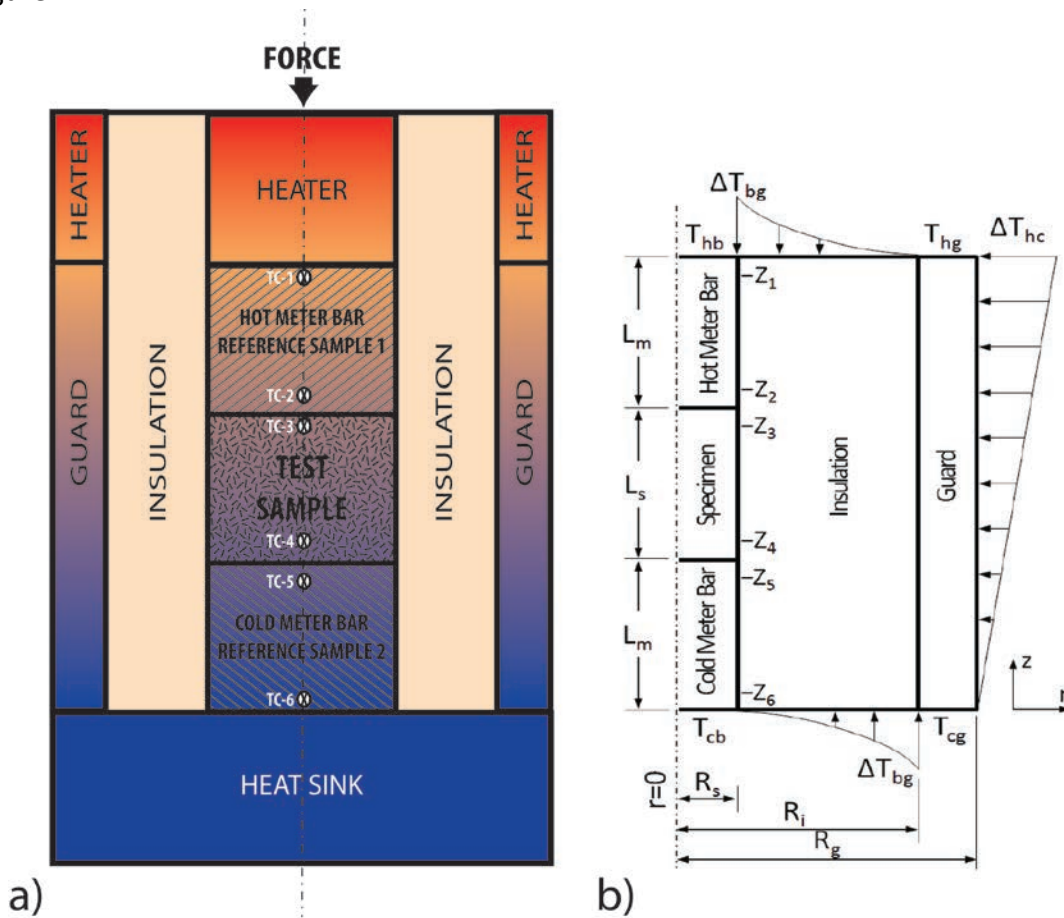 FORCE
HEATER
HEATER
HEATER
GUARD
INSULATION
TC-1
HOT METER BAR
REFERENCE SAMPLE 1
TC-2
TC-3
TEST
SAMPLE
TC-4
TC-5
COLD METER BAR
REFERENCE SAMPLE 2
TC-6
INSULATION
GUARD
HEAT SINK
a)
ΔT_bg
T_hb
T_hg
ΔT_hc
L_m
Hot Meter Bar
–Z_1
–Z_2
L_s
Specimen
–Z_3
–Z_4
L_m
Cold Meter Bar
–Z_5
–Z_6
Insulation
Guard
z
r
T_cb
T_cg
ΔT_bg
r=0
R_s
R_i
R_g
b)